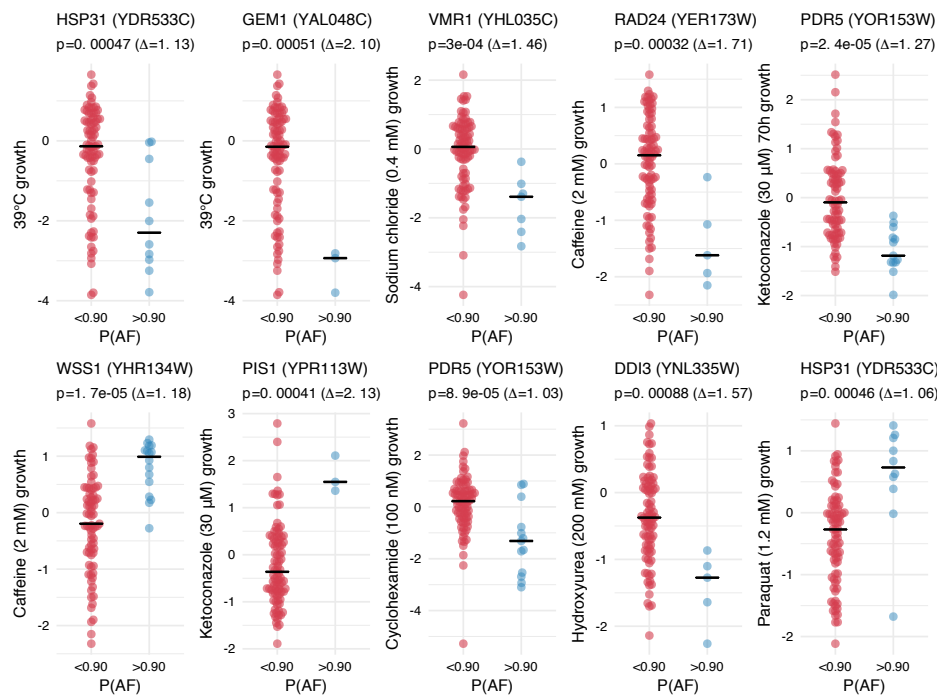 HSP31 (YDR533C)
p=0.00047 (Δ=1.13)
39°C growth
0
-2
-4
<0.90 >0.90
P(AF)
GEM1 (YAL048C)
p=0.00051 (Δ=2.10)
39°C growth
0
-2
-4
<0.90 >0.90
P(AF)
VMR1 (YHL035C)
p=3e-04 (Δ=1.46)
Sodium chloride (0.4 mM) growth
2
0
-2
-4
<0.90 >0.90
P(AF)
RAD24 (YER173W)
p=0.00032 (Δ=1.71)
Caffeine (2 mM) growth
1
0
-1
-2
<0.90 >0.90
P(AF)
PDR5 (YOR153W)
p=2.4e-05 (Δ=1.27)
Ketoconazole (30 µM) 70h growth
2
1
0
-1
-2
<0.90 >0.90
P(AF)
WSS1 (YHR134W)
p=1.7e-05 (Δ=1.18)
Caffeine (2 mM) growth
1
0
-1
-2
<0.90 >0.90
P(AF)
PIS1 (YPR113W)
p=0.00041 (Δ=2.13)
Ketoconazole (30 µM) growth
3
2
1
0
-1
-2
<0.90 >0.90
P(AF)
PDR5 (YOR153W)
p=8.9e-05 (Δ=1.03)
Cyclohexamide (100 nM) growth
4
2
0
-2
-4
<0.90 >0.90
P(AF)
DDI3 (YNL335W)
p=0.00088 (Δ=1.57)
Hydroxyurea (200 mM) growth
1
0
-1
-2
<0.90 >0.90
P(AF)
HSP31 (YDR533C)
p=0.00046 (Δ=1.06)
Paraquat (1.2 mM) growth
1
0
-1
-2
<0.90 >0.90
P(AF)